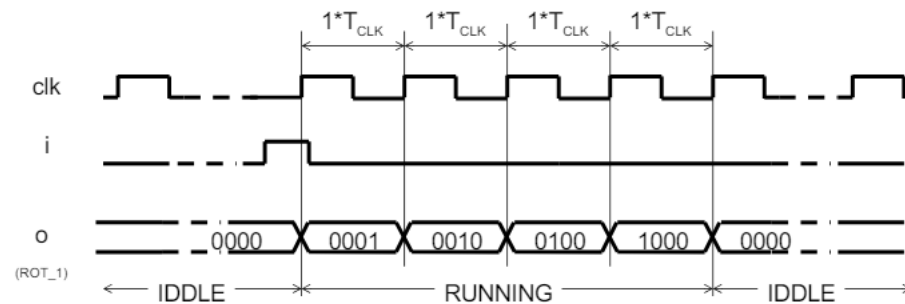 1*TCLK 1*TCLK 1*TCLK 1*TCLK
clk
i
o 0000 0001 0010 0100 1000 0000
(ROT_1)
IDDLE RUNNING IDDLE